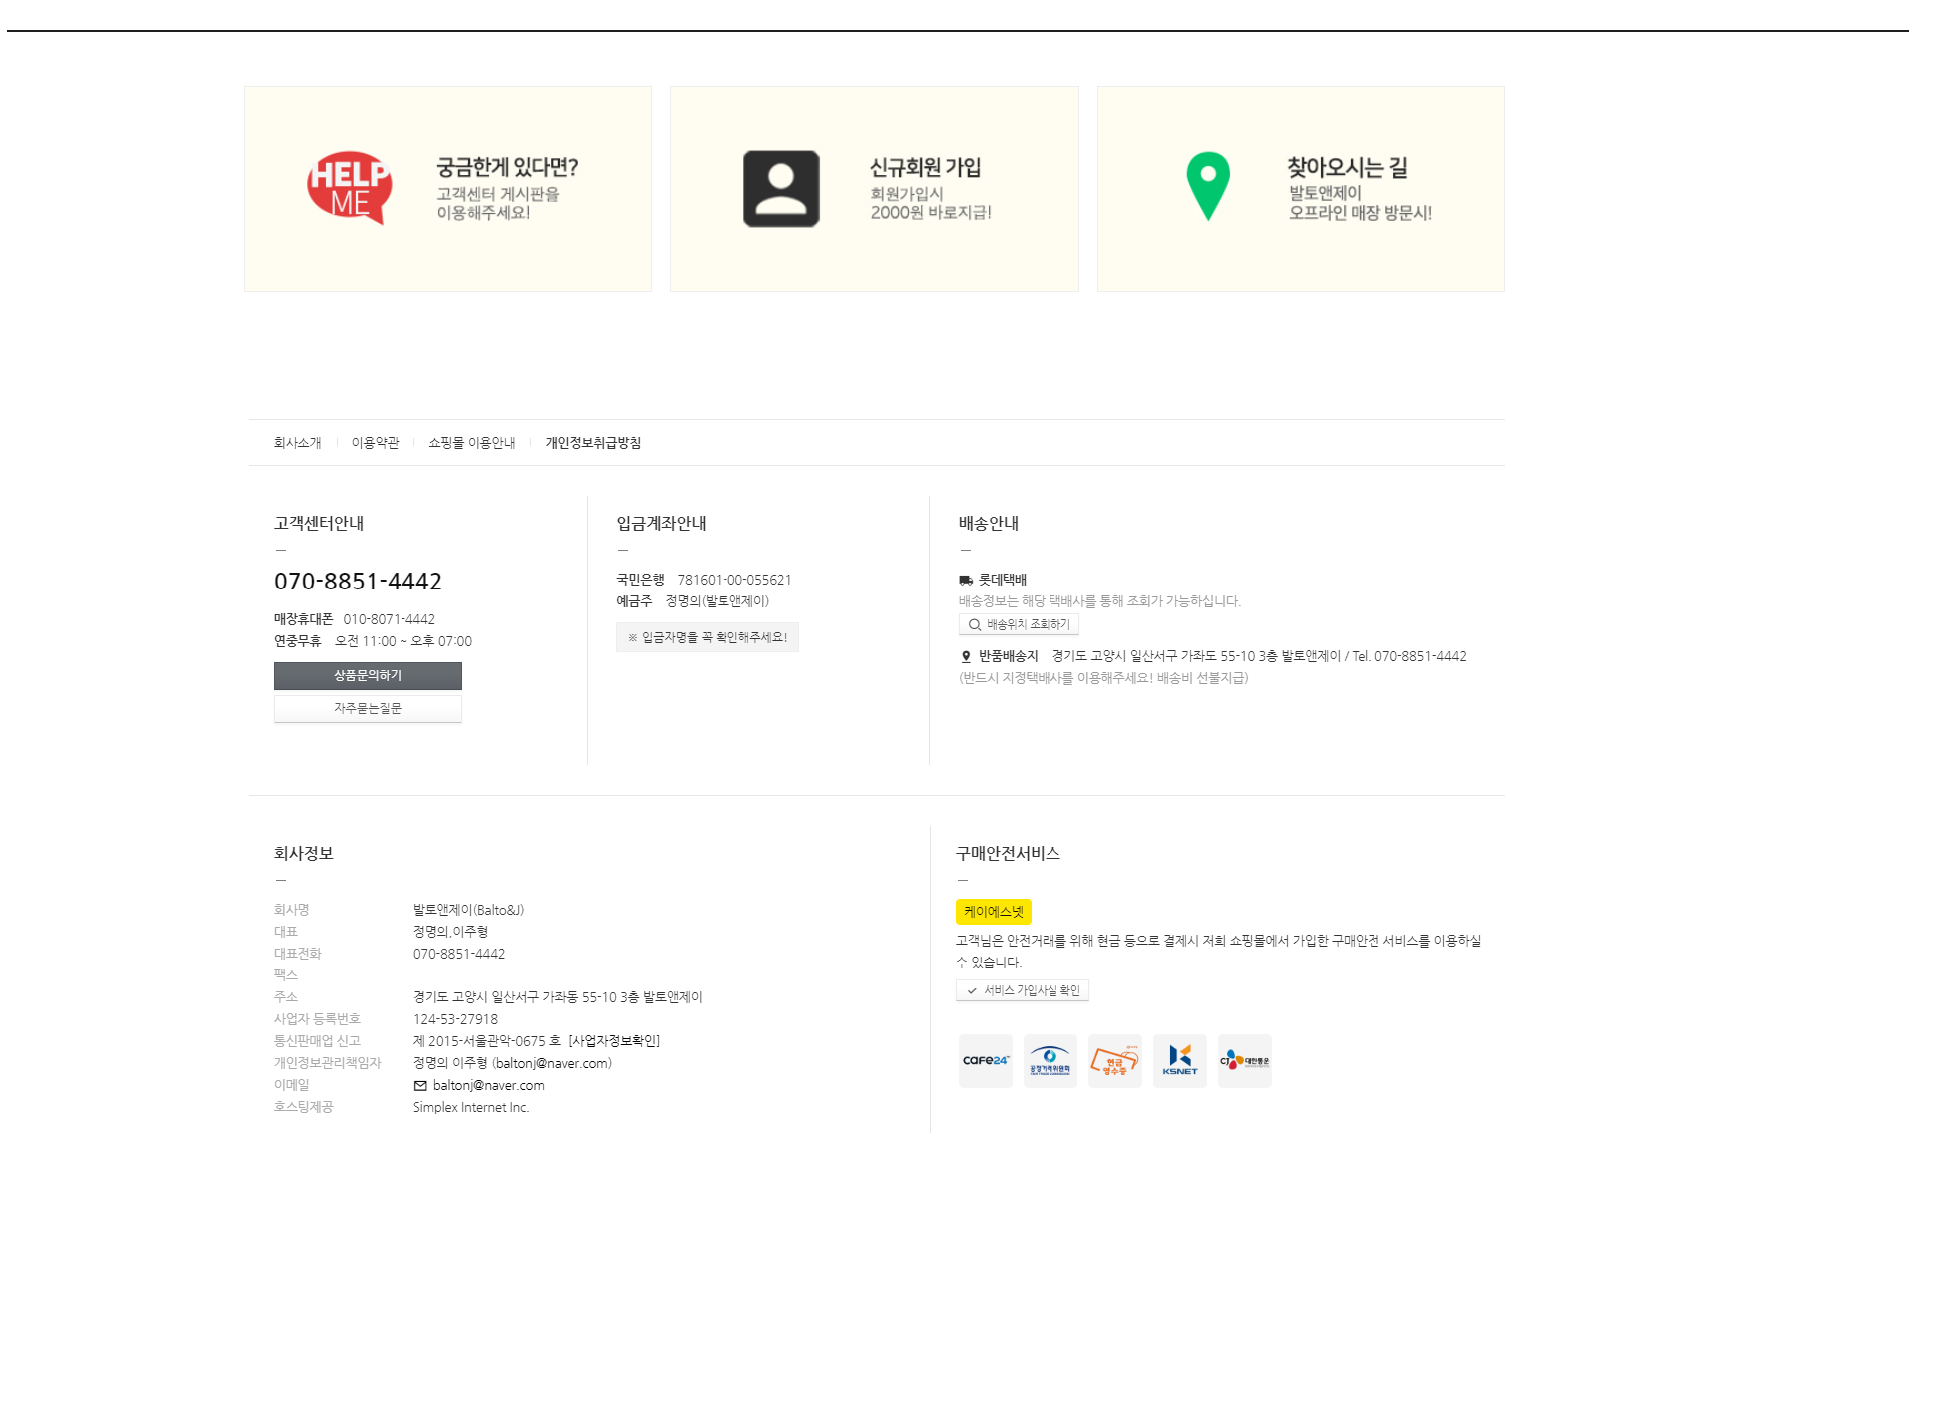 HELP
ME
궁금한게 있다면?
고객센터 게시판을
이용해주세요!
신규회원 가입
회원가입시
2000원 바로지급!
찾아오시는 길
발토앤제이
오프라인 매장 방문시!
회사소개 이용약관 쇼핑몰 이용안내 개인정보취급방침
고객센터안내
070-8851-4442
매장휴대폰 010-8071-4442
연중무휴 오전 11:00 ~ 오후 07:00
상품문의하기
자주묻는질문
입금계좌안내
국민은행 781601-00-055621
예금주 정명의(발토앤제이)
※ 입금자명을 꼭 확인해주세요!
배송안내
롯데택배
배송정보는 해당 택배사를 통해 조회가 가능하십니다.
배송위치 조회하기
반품배송지 경기도 고양시 일산서구 가좌도 55-10 3층 발토앤제이 / Tel. 070-8851-4442
(반드시 지정택배사를 이용해주세요! 배송비 선불지급)
회사정보
회사명 발토앤제이(Balto&J)
대표 정명의,이주형
대표전화 070-8851-4442
팩스
주소 경기도 고양시 일산서구 가좌동 55-10 3층 발토앤제이
사업자 등록번호 124-53-27918
통신판매업 신고 제 2015-서울관악-0675 호 [사업자정보확인]
개인정보관리책임자 정명의 이주형 (baltonj@naver.com)
이메일 baltonj@naver.com
호스팅제공 Simplex Internet Inc.
구매안전서비스
케이에스넷
고객님은 안전거래를 위해 현금 등으로 결제시 저희 쇼핑몰에서 가입한 구매안전 서비스를 이용하실
수 있습니다.
서비스 가입사실 확인
cafe24
공정거래위원회
현금
영수증
KSNET
CJ 대한통운